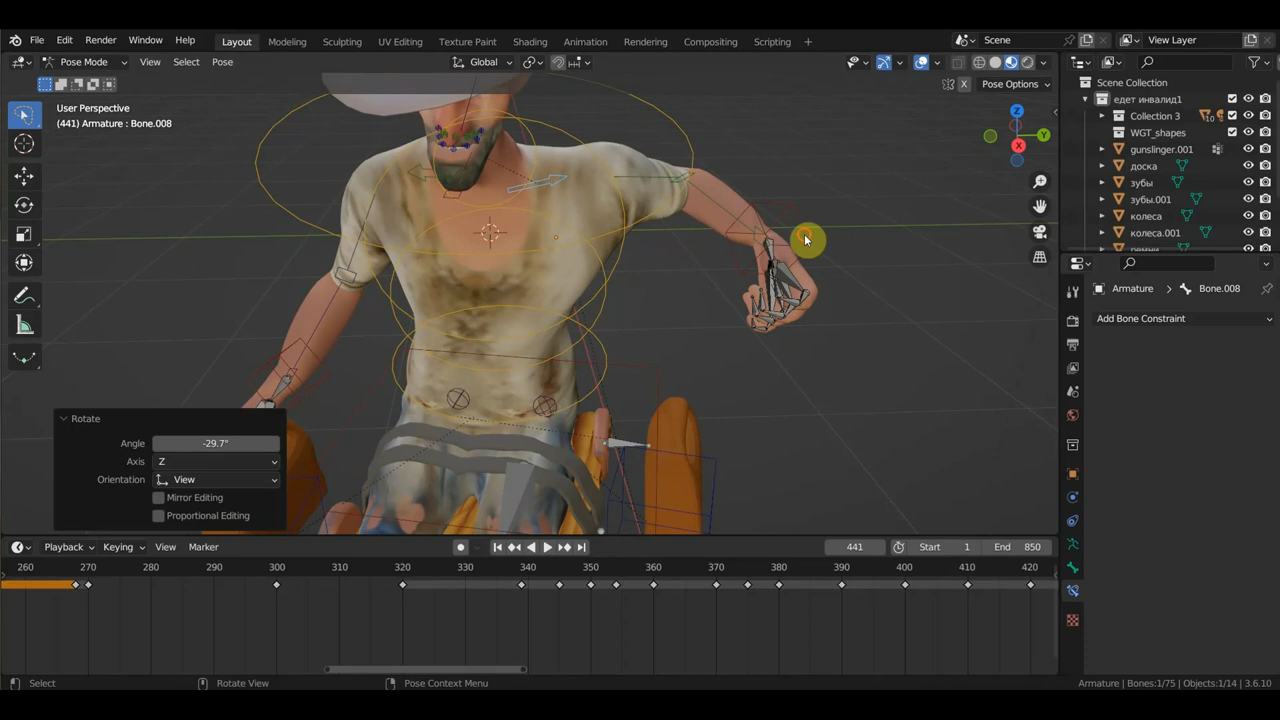 File Edit Render Window Help
Layout Modeling Sculpting UV Editing Texture Paint Shading Animation Rendering Compositing Scripting +
Scene
View Layer
Pose Mode View Select Pose
Global
X Pose Options
User Perspective
(441) Armature : Bone.008
Z
Y
X
Scene Collection
едет инвалид1
Collection 3
10
WGT_shapes
gunslinger.001
доска
зубы
зубы.001
колеса
колеса.001
Armature > Bone.008
Add Bone Constraint
Rotate
Angle -29.7°
Axis Z
Orientation View
Mirror Editing
Proportional Editing
Playback Keying View Marker
441 Start 1 End 850
260 270 280 290 300 310 320 330 340 350 360 370 380 390 400 410 420
Select Rotate View Pose Context Menu
Armature | Bones:1/75 | Objects:1/14 | 3.6.10